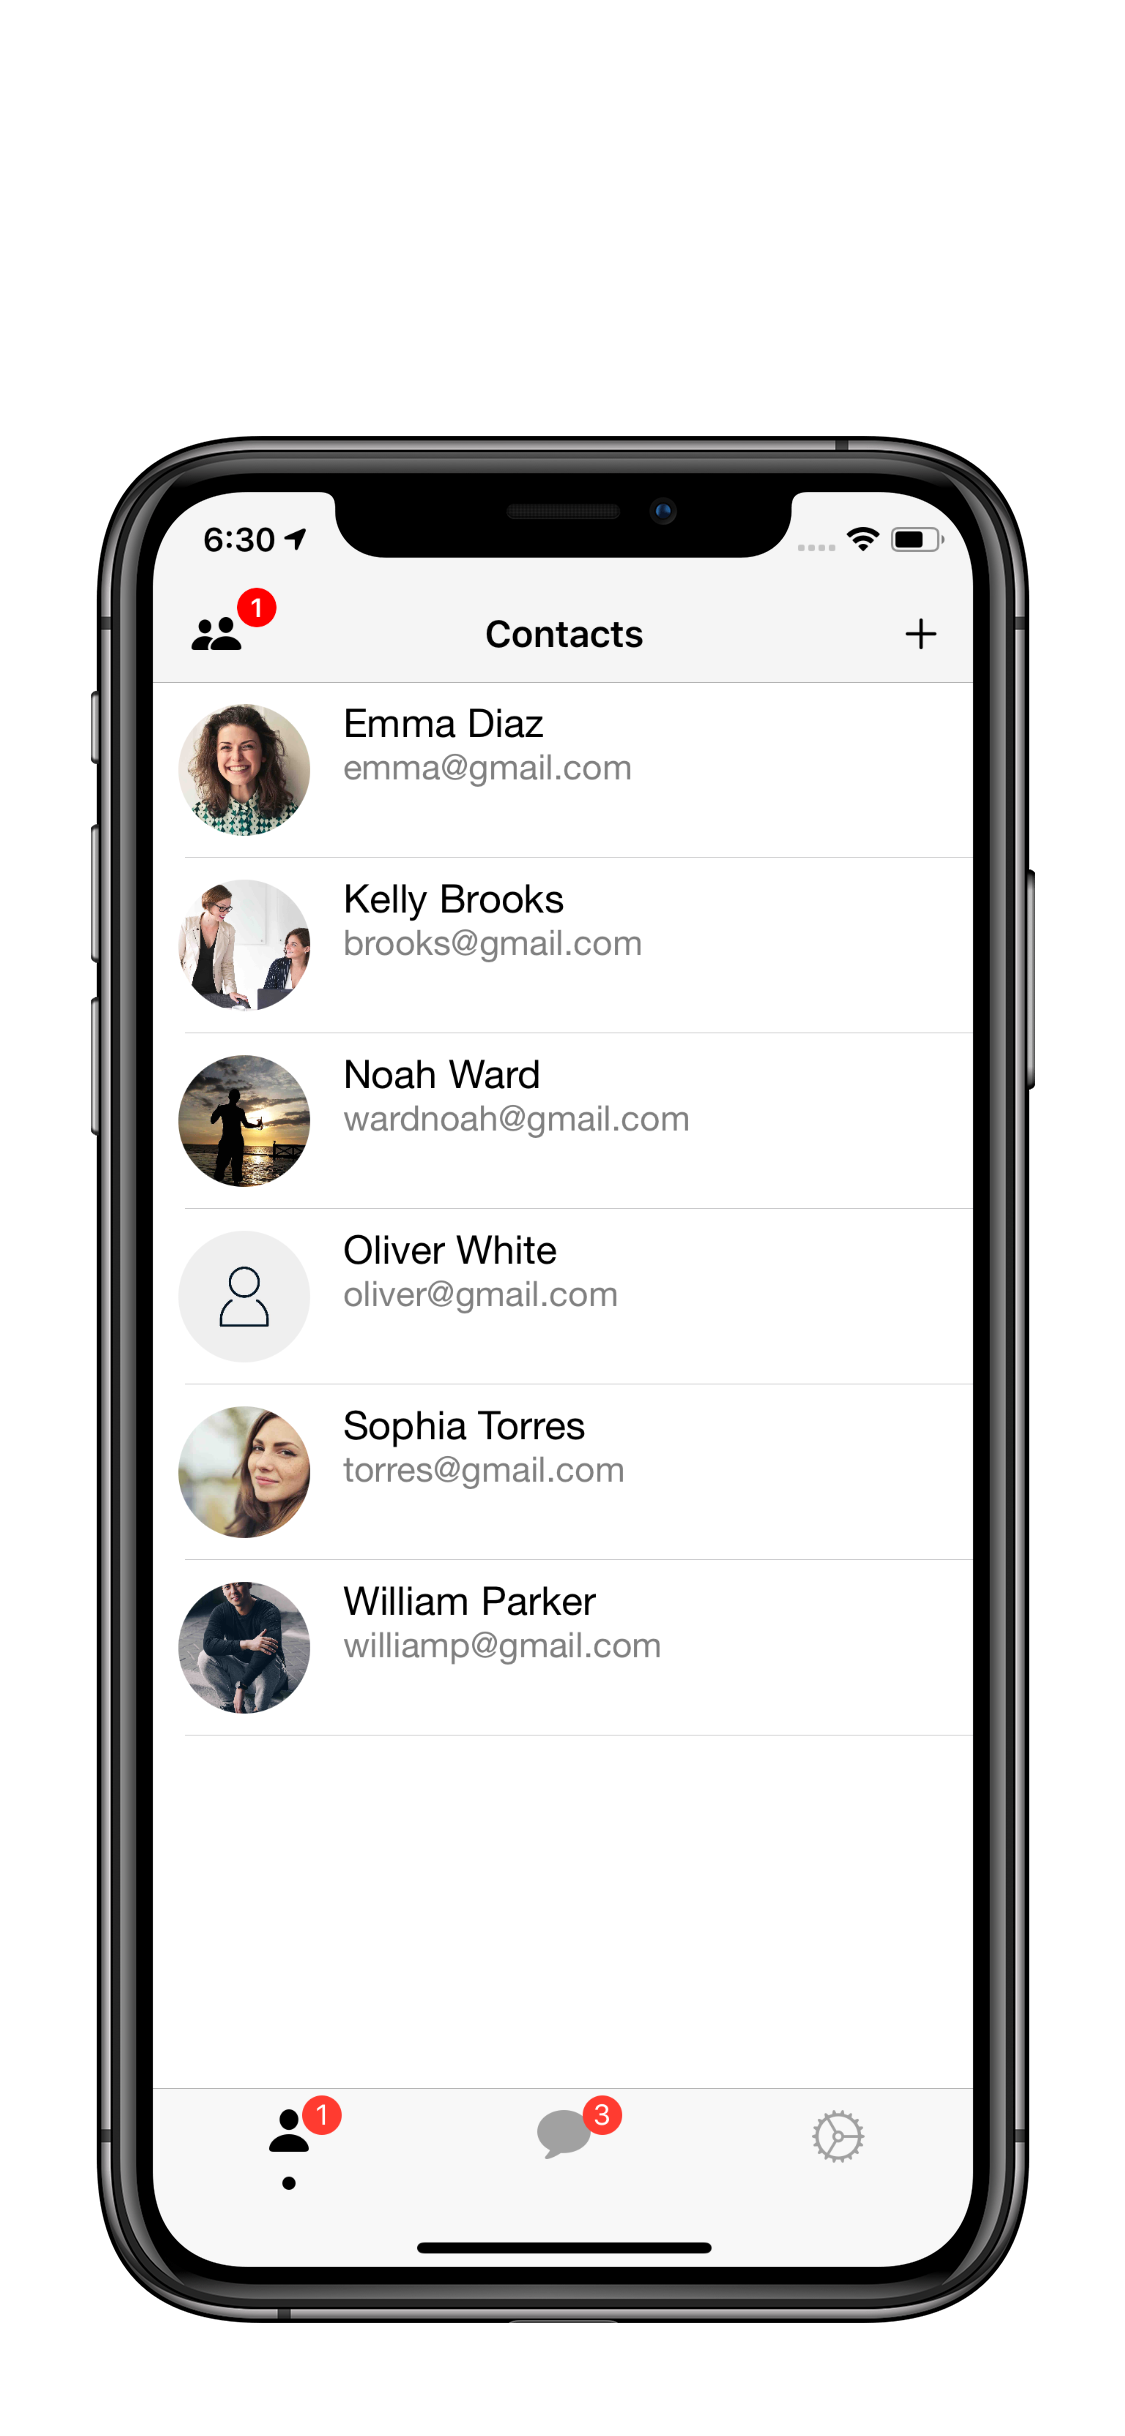 6:30
1
Contacts
Emma Diaz
emma@gmail.com
Kelly Brooks
brooks@gmail.com
Noah Ward
wardnoah@gmail.com
Oliver White
oliver@gmail.com
Sophia Torres
torres@gmail.com
William Parker
williamp@gmail.com
1
3